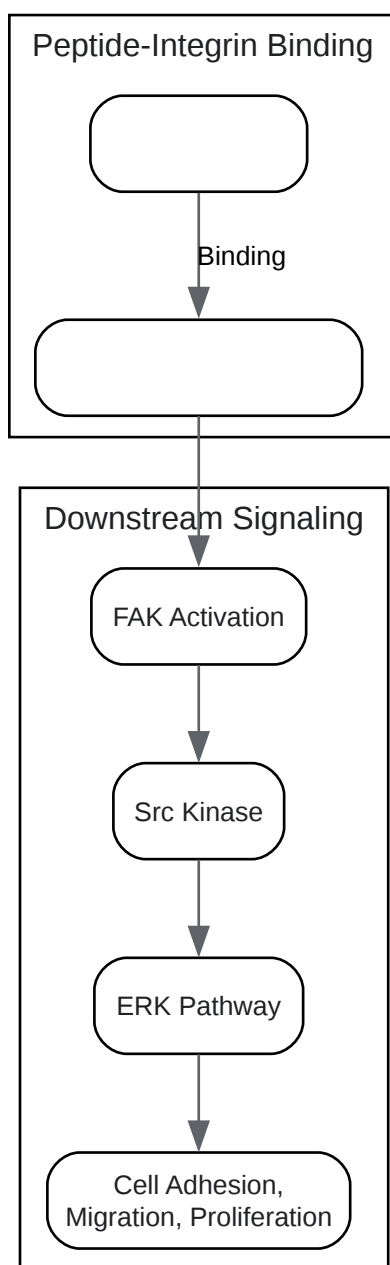 Peptide-Integrin Binding
Binding
Downstream Signaling
FAK Activation
Src Kinase
ERK Pathway
Cell Adhesion,
Migration, Proliferation